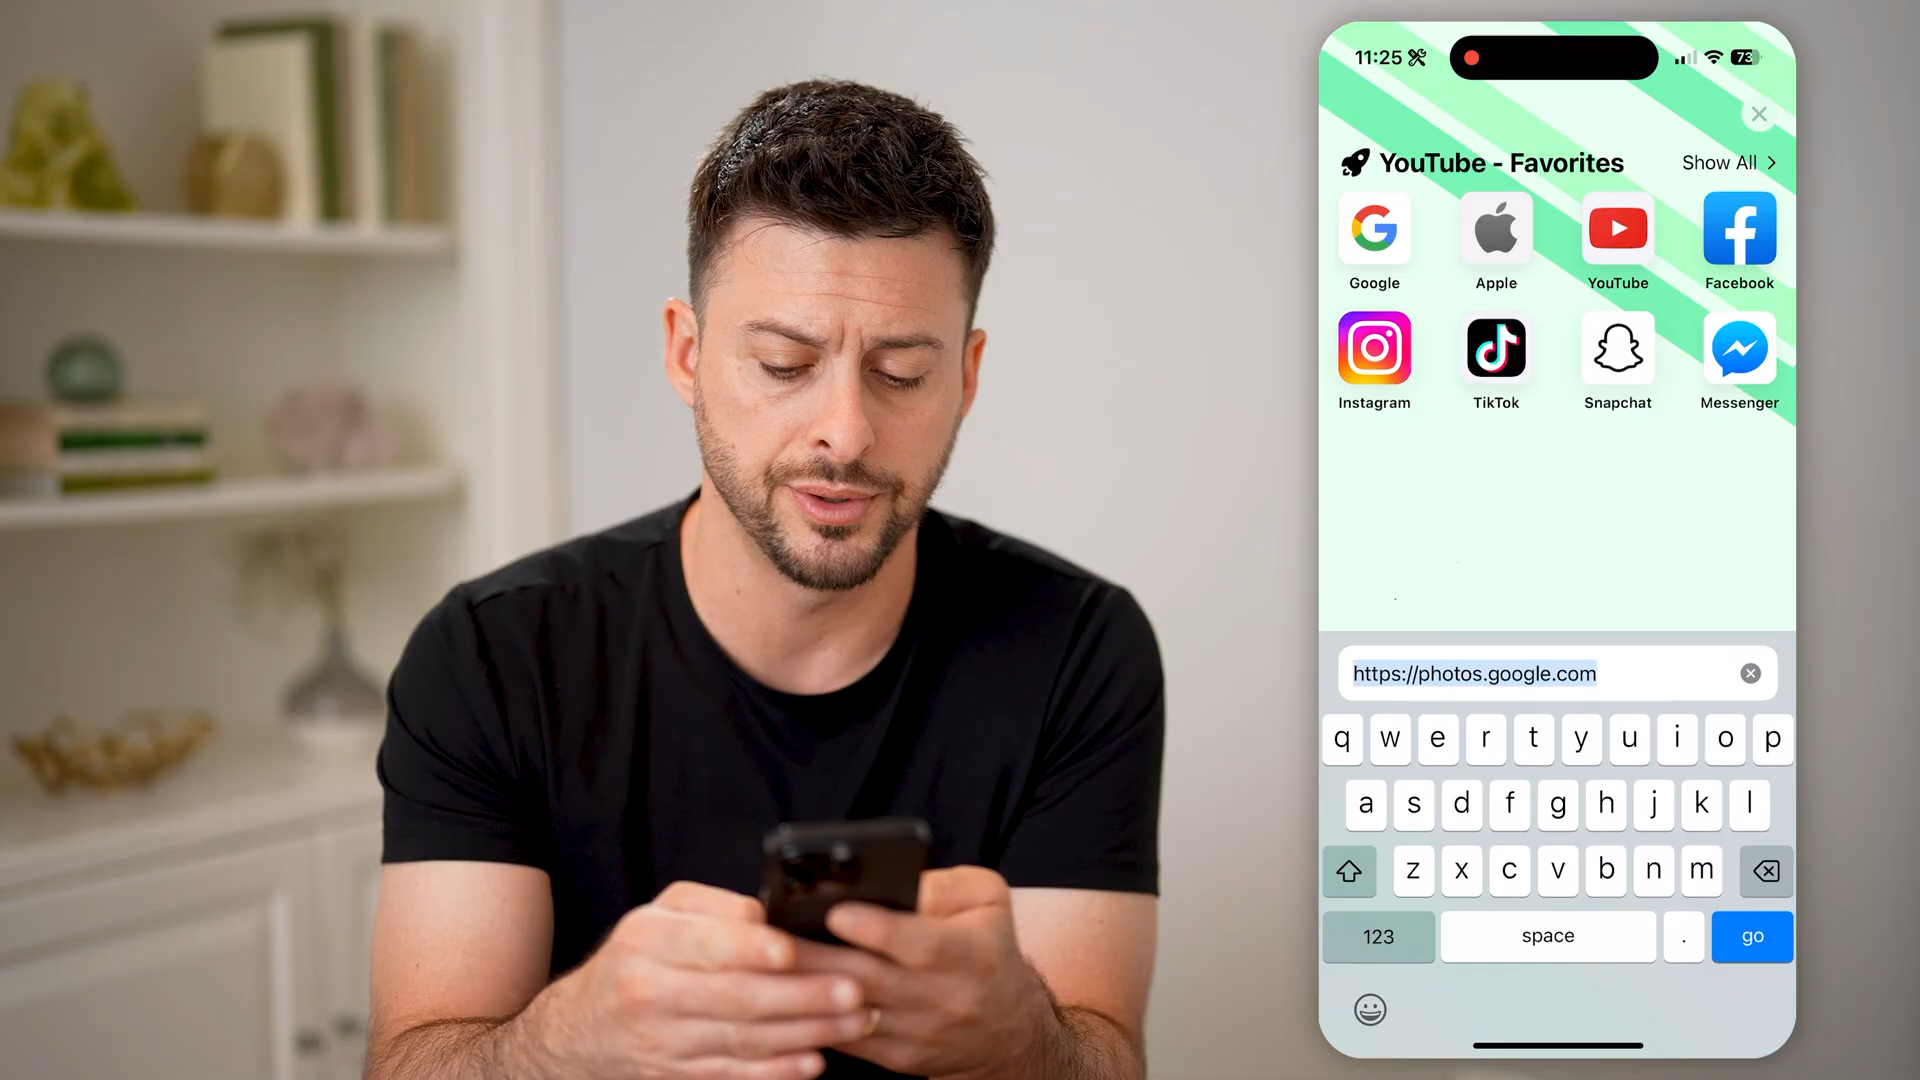 11:25
73
YouTube - Favorites
Show All
Google
Apple
YouTube
Facebook
Instagram
TikTok
Snapchat
Messenger
https://photos.google.com
q w e r t y u i o p
a s d f g h j k l
z x c v b n m
123
space
.
go